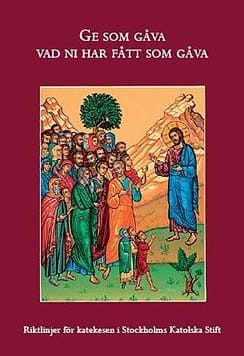 GE SOM GÅVA
VAD NI HAR FÅTT SOM GÅVA
Riktlinjer för katekesen i Stockholms Katolska Stift